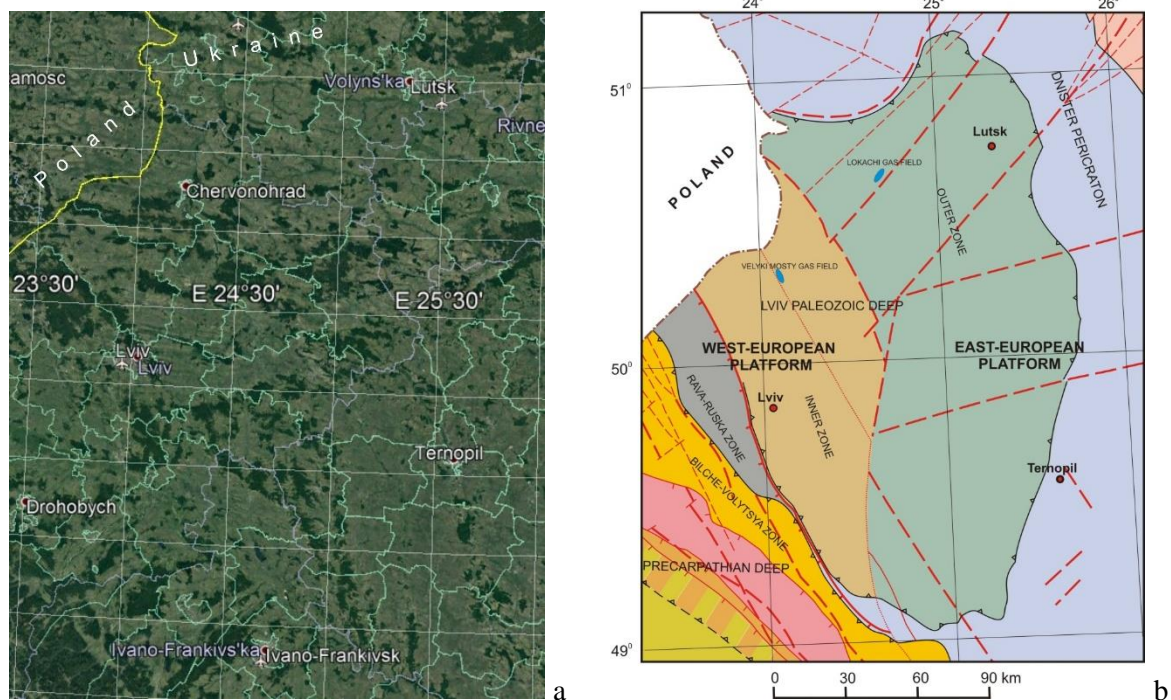 Ukraine
Poland
amosc
Volyns'ka
Lutsk
Rivne
Chervonohrad
23°30'
E 24°30'
E 25°30'
Lviv
Lviv
Ternopil
Drohobych
Ivano-Frankivs'ka
Ivano-Frankivsk
a
24°
25°
26°
51°
50°
49°
POLAND
Lutsk
DNISTER PERICRATON
LOKACHI GAS FIELD
OUTER ZONE
VELYKI MOSTY GAS FIELD
LVIV PALEOZOIC DEEP
WEST-EUROPEAN
PLATFORM
EAST-EUROPEAN
PLATFORM
RAVA-RUSKA ZONE
Lviv
INNER ZONE
BILCHE-VOLYTSYA ZONE
Ternopil
PRECARPATHIAN DEEP
0 30 60 90 km
b